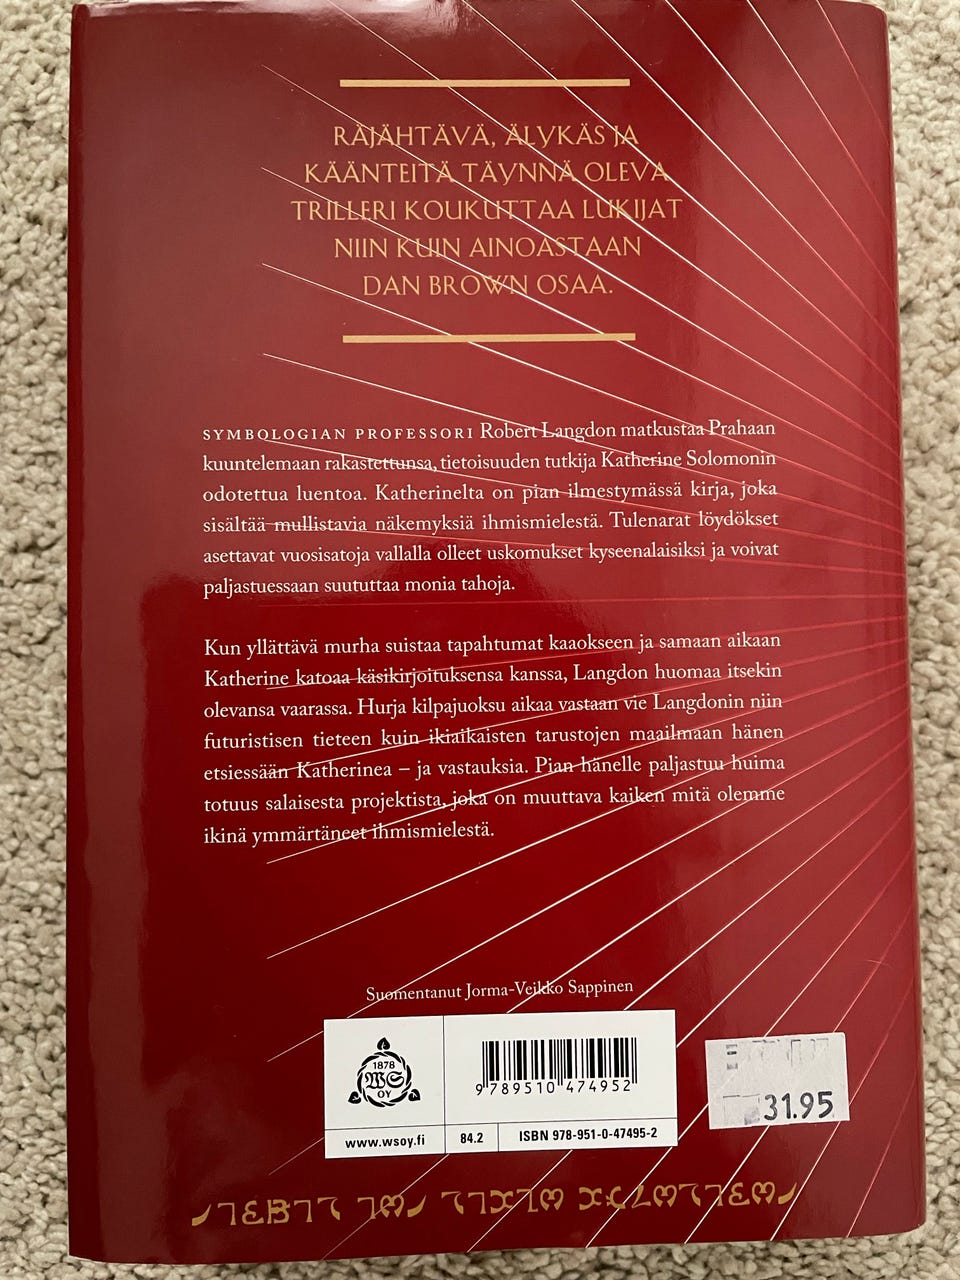 RÄJÄHTÄVÄ, ÄLYKÄS JA
KÄÄNTEITÄ TÄYNNÄ OLEVA
TRILLERI KOUKUTTAA LUKIJAT
NIIN KUIN AINOASTAAN
DAN BROWN OSAA.
SYMBOLOGIAN PROFESSORI Robert Langdon matkustaa Prahaan
kuuntelemaan rakastettunsa, tietoisuuden tutkija Katherine Solomonin
odotettua luentoa. Katherinelta on pian ilmestymässä kirja, joka
sisältää mullistavia näkemyksiä ihmismielestä. Tulenarat löydökset
asettavat vuosisatoja vallalla olleet uskomukset kyseenalaisiksi ja voivat
paljastuessaan suututtaa monia tahoja.
Kun yllättävä murha suistaa tapahtumat kaaokseen ja samaan aikaan
Katherine katoaa käsikirjoituksensa kanssa, Langdon huomaa itsekin
olevansa vaarassa. Hurja kilpajuoksu aikaa vastaan vie Langdonin niin
futuristisen tieteen kuin ikiaikaisten tarustojen maailmaan hänen
etsiessään Katherinea – ja vastauksia. Pian hänelle paljastuu huima
totuus salaisesta projektista, joka on muuttava kaiken mitä olemme
ikinä ymmärtäneet ihmismielestä.
Suomentanut Jorma-Veikko Sappinen
1878
WS
OY
9 789510 474952
www.wsoy.fi
84.2
ISBN 978-951-0-47495-2
31.95